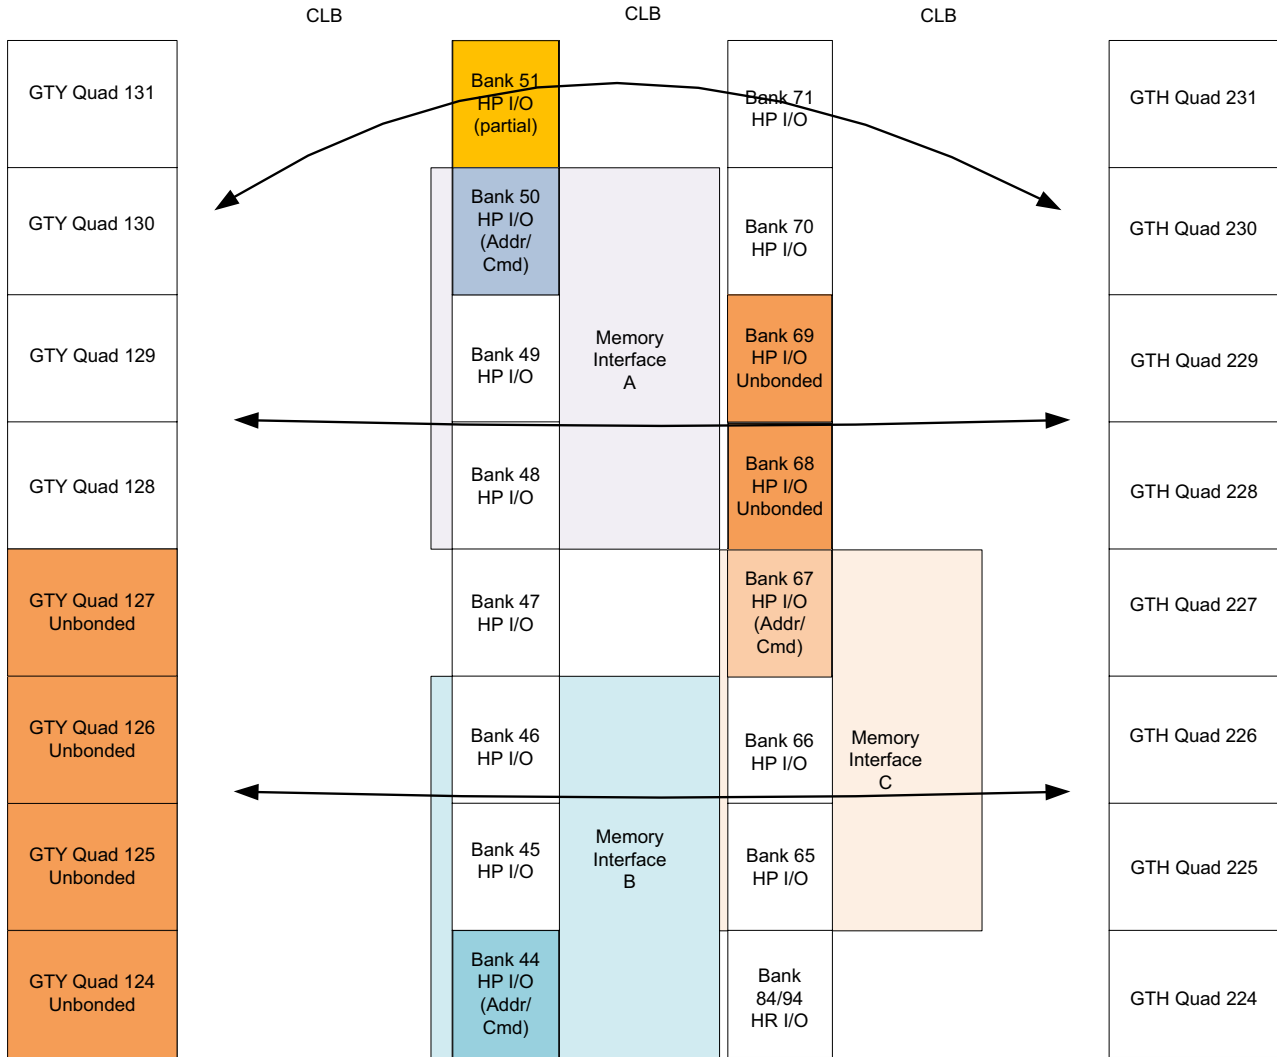 CLB
CLB
CLB
GTY Quad 131
Bank 51
HP I/O
(partial)
Bank 71
HP I/O
GTH Quad 231
GTY Quad 130
Bank 50
HP I/O
(Addr/
Cmd)
Bank 70
HP I/O
GTH Quad 230
GTY Quad 129
Bank 49
HP I/O
Memory
Interface
A
Bank 69
HP I/O
Unbonded
GTH Quad 229
GTY Quad 128
Bank 48
HP I/O
Bank 68
HP I/O
Unbonded
GTH Quad 228
GTY Quad 127
Unbonded
Bank 47
HP I/O
Bank 67
HP I/O
(Addr/
Cmd)
GTH Quad 227
GTY Quad 126
Unbonded
Bank 46
HP I/O
Bank 66
HP I/O
Memory
Interface
C
GTH Quad 226
GTY Quad 125
Unbonded
Bank 45
HP I/O
Memory
Interface
B
Bank 65
HP I/O
GTH Quad 225
GTY Quad 124
Unbonded
Bank 44
HP I/O
(Addr/
Cmd)
Bank
84/94
HR I/O
GTH Quad 224